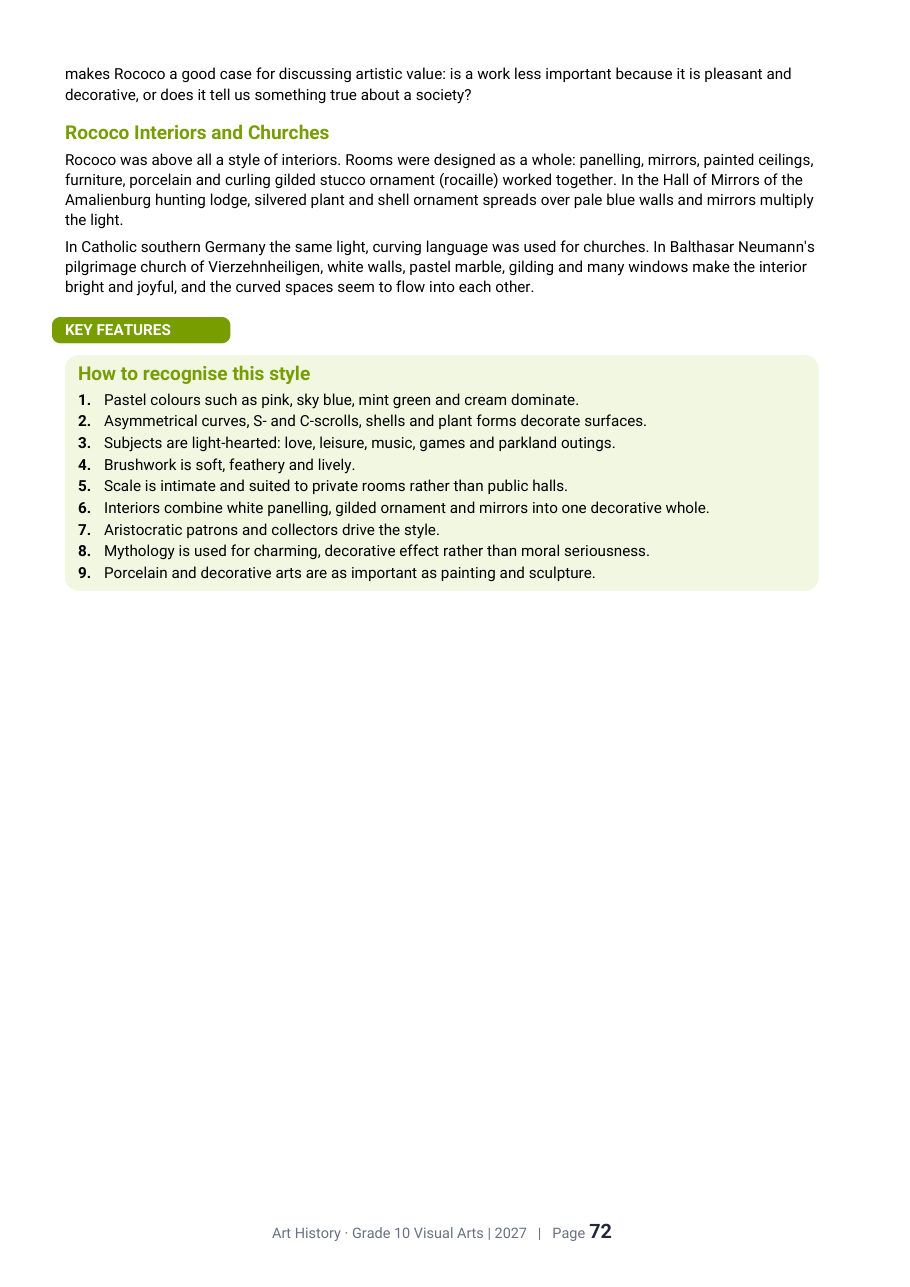 makes Rococo a good case for discussing artistic value: is a work less important because it is pleasant and
decorative, or does it tell us something true about a society?
Rococo Interiors and Churches
Rococo was above all a style of interiors. Rooms were designed as a whole: panelling, mirrors, painted ceilings,
furniture, porcelain and curling gilded stucco ornament (rocaille) worked together. In the Hall of Mirrors of the
Amalienburg hunting lodge, silvered plant and shell ornament spreads over pale blue walls and mirrors multiply
the light.
In Catholic southern Germany the same light, curving language was used for churches. In Balthasar Neumann's
pilgrimage church of Vierzehnheiligen, white walls, pastel marble, gilding and many windows make the interior
bright and joyful, and the curved spaces seem to flow into each other.
KEY FEATURES
How to recognise this style
1. Pastel colours such as pink, sky blue, mint green and cream dominate.
2. Asymmetrical curves, S- and C-scrolls, shells and plant forms decorate surfaces.
3. Subjects are light-hearted: love, leisure, music, games and parkland outings.
4. Brushwork is soft, feathery and lively.
5. Scale is intimate and suited to private rooms rather than public halls.
6. Interiors combine white panelling, gilded ornament and mirrors into one decorative whole.
7. Aristocratic patrons and collectors drive the style.
8. Mythology is used for charming, decorative effect rather than moral seriousness.
9. Porcelain and decorative arts are as important as painting and sculpture.
Art History · Grade 10 Visual Arts | 2027 | Page 72